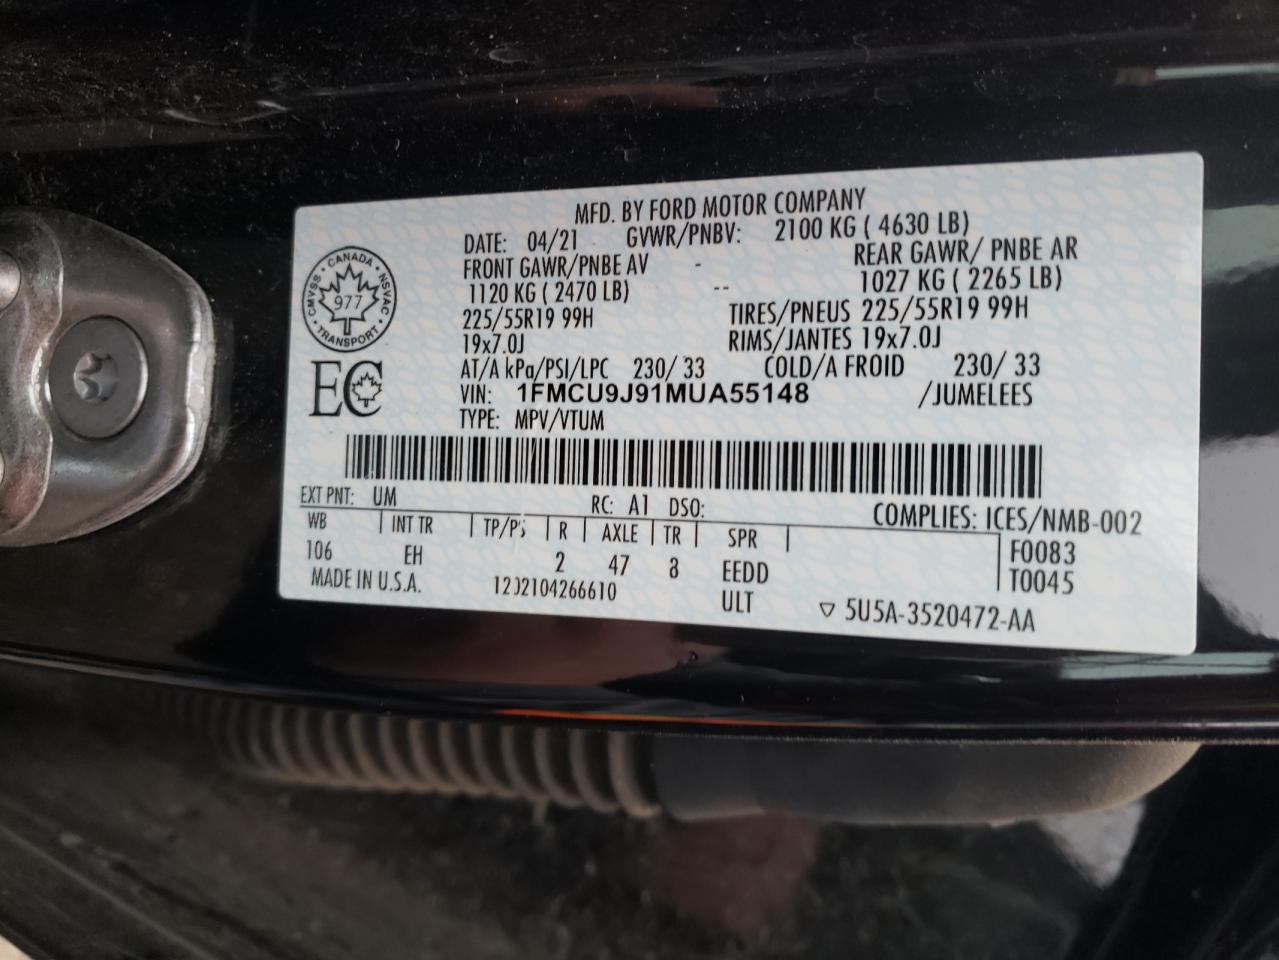 MFD. BY FORD MOTOR COMPANY
DATE: 04/21 GVWR/PNBV: 2100 KG ( 4630 LB)
FRONT GAWR/PNBE AV - REAR GAWR/ PNBE AR
1120 KG ( 2470 LB) -- 1027 KG ( 2265 LB)
225/55R19 99H TIRES/PNEUS 225/55R19 99H
19x7.0J RIMS/JANTES 19x7.0J
AT/A kPa/PSI/LPC 230/ 33 COLD/A FROID 230/ 33
VIN: 1FMCU9J91MUA55148 /JUMELEES
TYPE: MPV/VTUM
CANADA
CMVSS NSVAC
977
TRANSPORT
EC
EXT PNT: UM RC: A1 DSO:
COMPLIES: ICES/NMB-002
WB | INT TR | TP/PS | R | AXLE | TR | SPR |
F0083
106 EH 2 47 8 EEDD
T0045
MADE IN U.S.A. 1202104266610 ULT ▽ 5U5A-3520472-AA